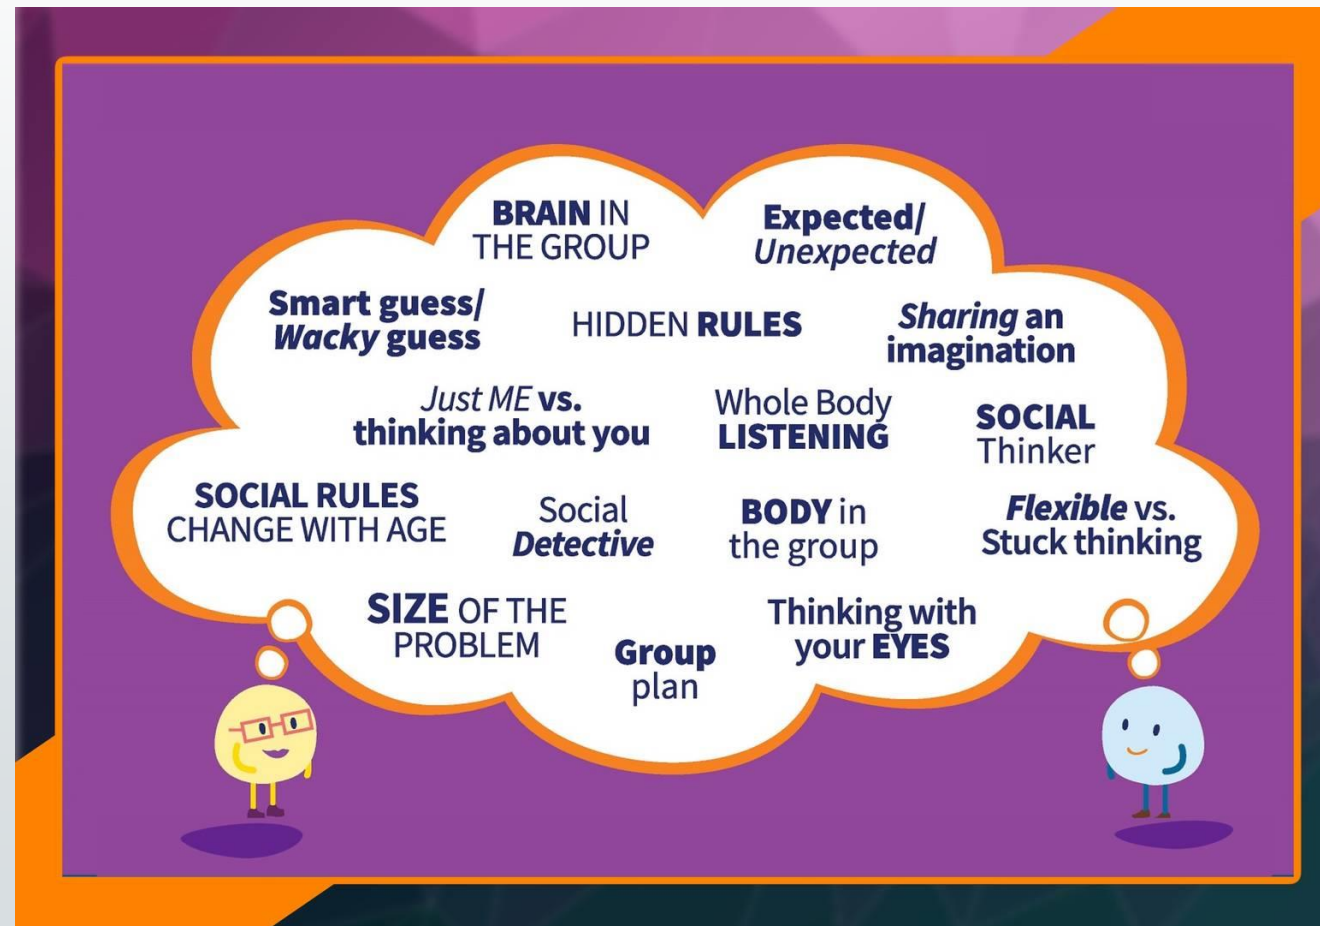 BRAIN IN
THE GROUP
Expected/
Unexpected
Smart guess/
Wacky guess
HIDDEN RULES
Sharing an
imagination
Just ME vs.
thinking about you
Whole Body
LISTENING
SOCIAL
Thinker
SOCIAL RULES
CHANGE WITH AGE
Social
Detective
BODY in
the group
Flexible vs.
Stuck thinking
SIZE OF THE
PROBLEM
Group
plan
Thinking with
your EYES